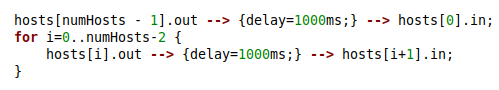 hosts[numHosts - 1].out --> {delay=1000ms;} --> hosts[0].in;
for i=0..numHosts-2 {
    hosts[i].out --> {delay=1000ms;} --> hosts[i+1].in;
}